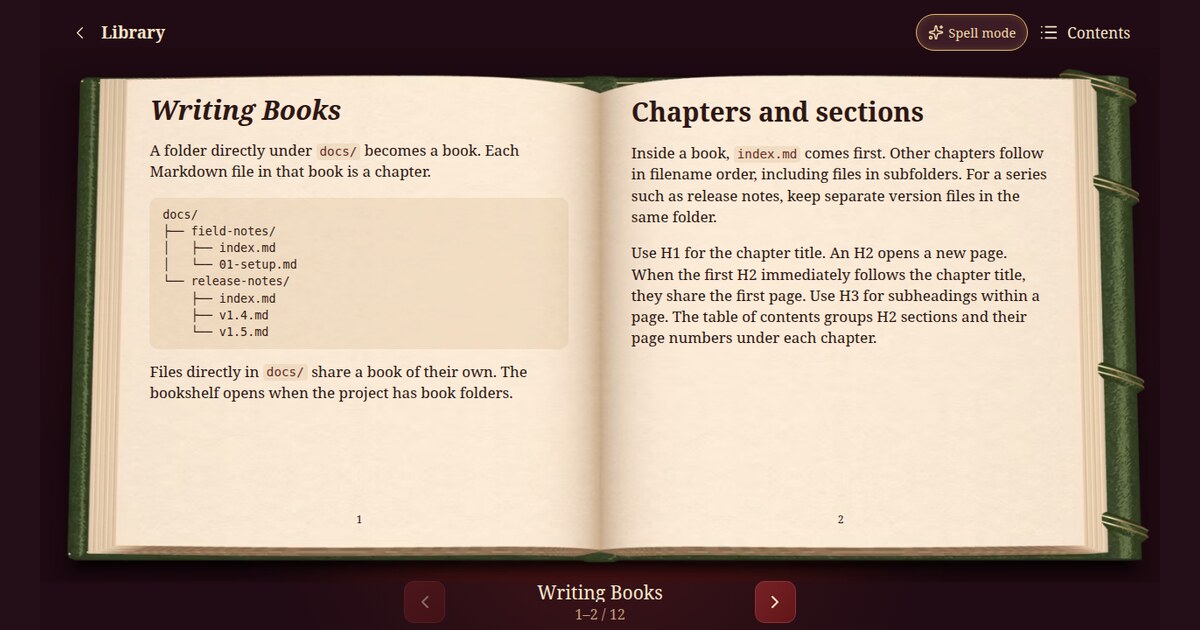 Library
Spell mode
Contents
Writing Books
A folder directly under docs/ becomes a book. Each
Markdown file in that book is a chapter.
docs/
├── field-notes/
│   ├── index.md
│   └── 01-setup.md
└── release-notes/
    ├── index.md
    ├── v1.4.md
    └── v1.5.md
Files directly in docs/ share a book of their own. The
bookshelf opens when the project has book folders.
1
Chapters and sections
Inside a book, index.md comes first. Other chapters follow
in filename order, including files in subfolders. For a series
such as release notes, keep separate version files in the
same folder.
Use H1 for the chapter title. An H2 opens a new page.
When the first H2 immediately follows the chapter title,
they share the first page. Use H3 for subheadings within a
page. The table of contents groups H2 sections and their
page numbers under each chapter.
2
Writing Books
1–2 / 12